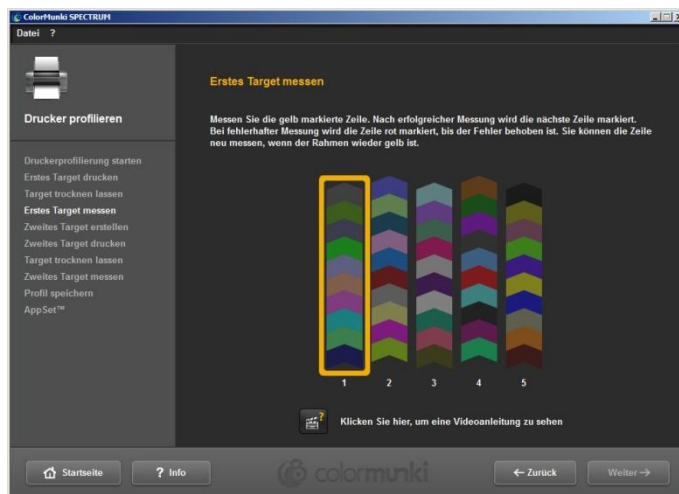 ColorMunki SPECTRUM
Datei ?
Drucker profilieren
Druckerprofilierung starten
Erstes Target drucken
Target trocknen lassen
Erstes Target messen
Zweites Target erstellen
Zweites Target drucken
Target trocknen lassen
Zweites Target messen
Profil speichern
AppSet™
Erstes Target messen
Messen Sie die gelb markierte Zeile. Nach erfolgreicher Messung wird die nächste Zeile markiert.
Bei fehlerhafter Messung wird die Zeile rot markiert, bis der Fehler behoben ist. Sie können die Zeile
neu messen, wenn der Rahmen wieder gelb ist.
1 2 3 4 5
? Klicken Sie hier, um eine Videoanleitung zu sehen
Startseite ? Info colormunki ← Zurück Weiter →